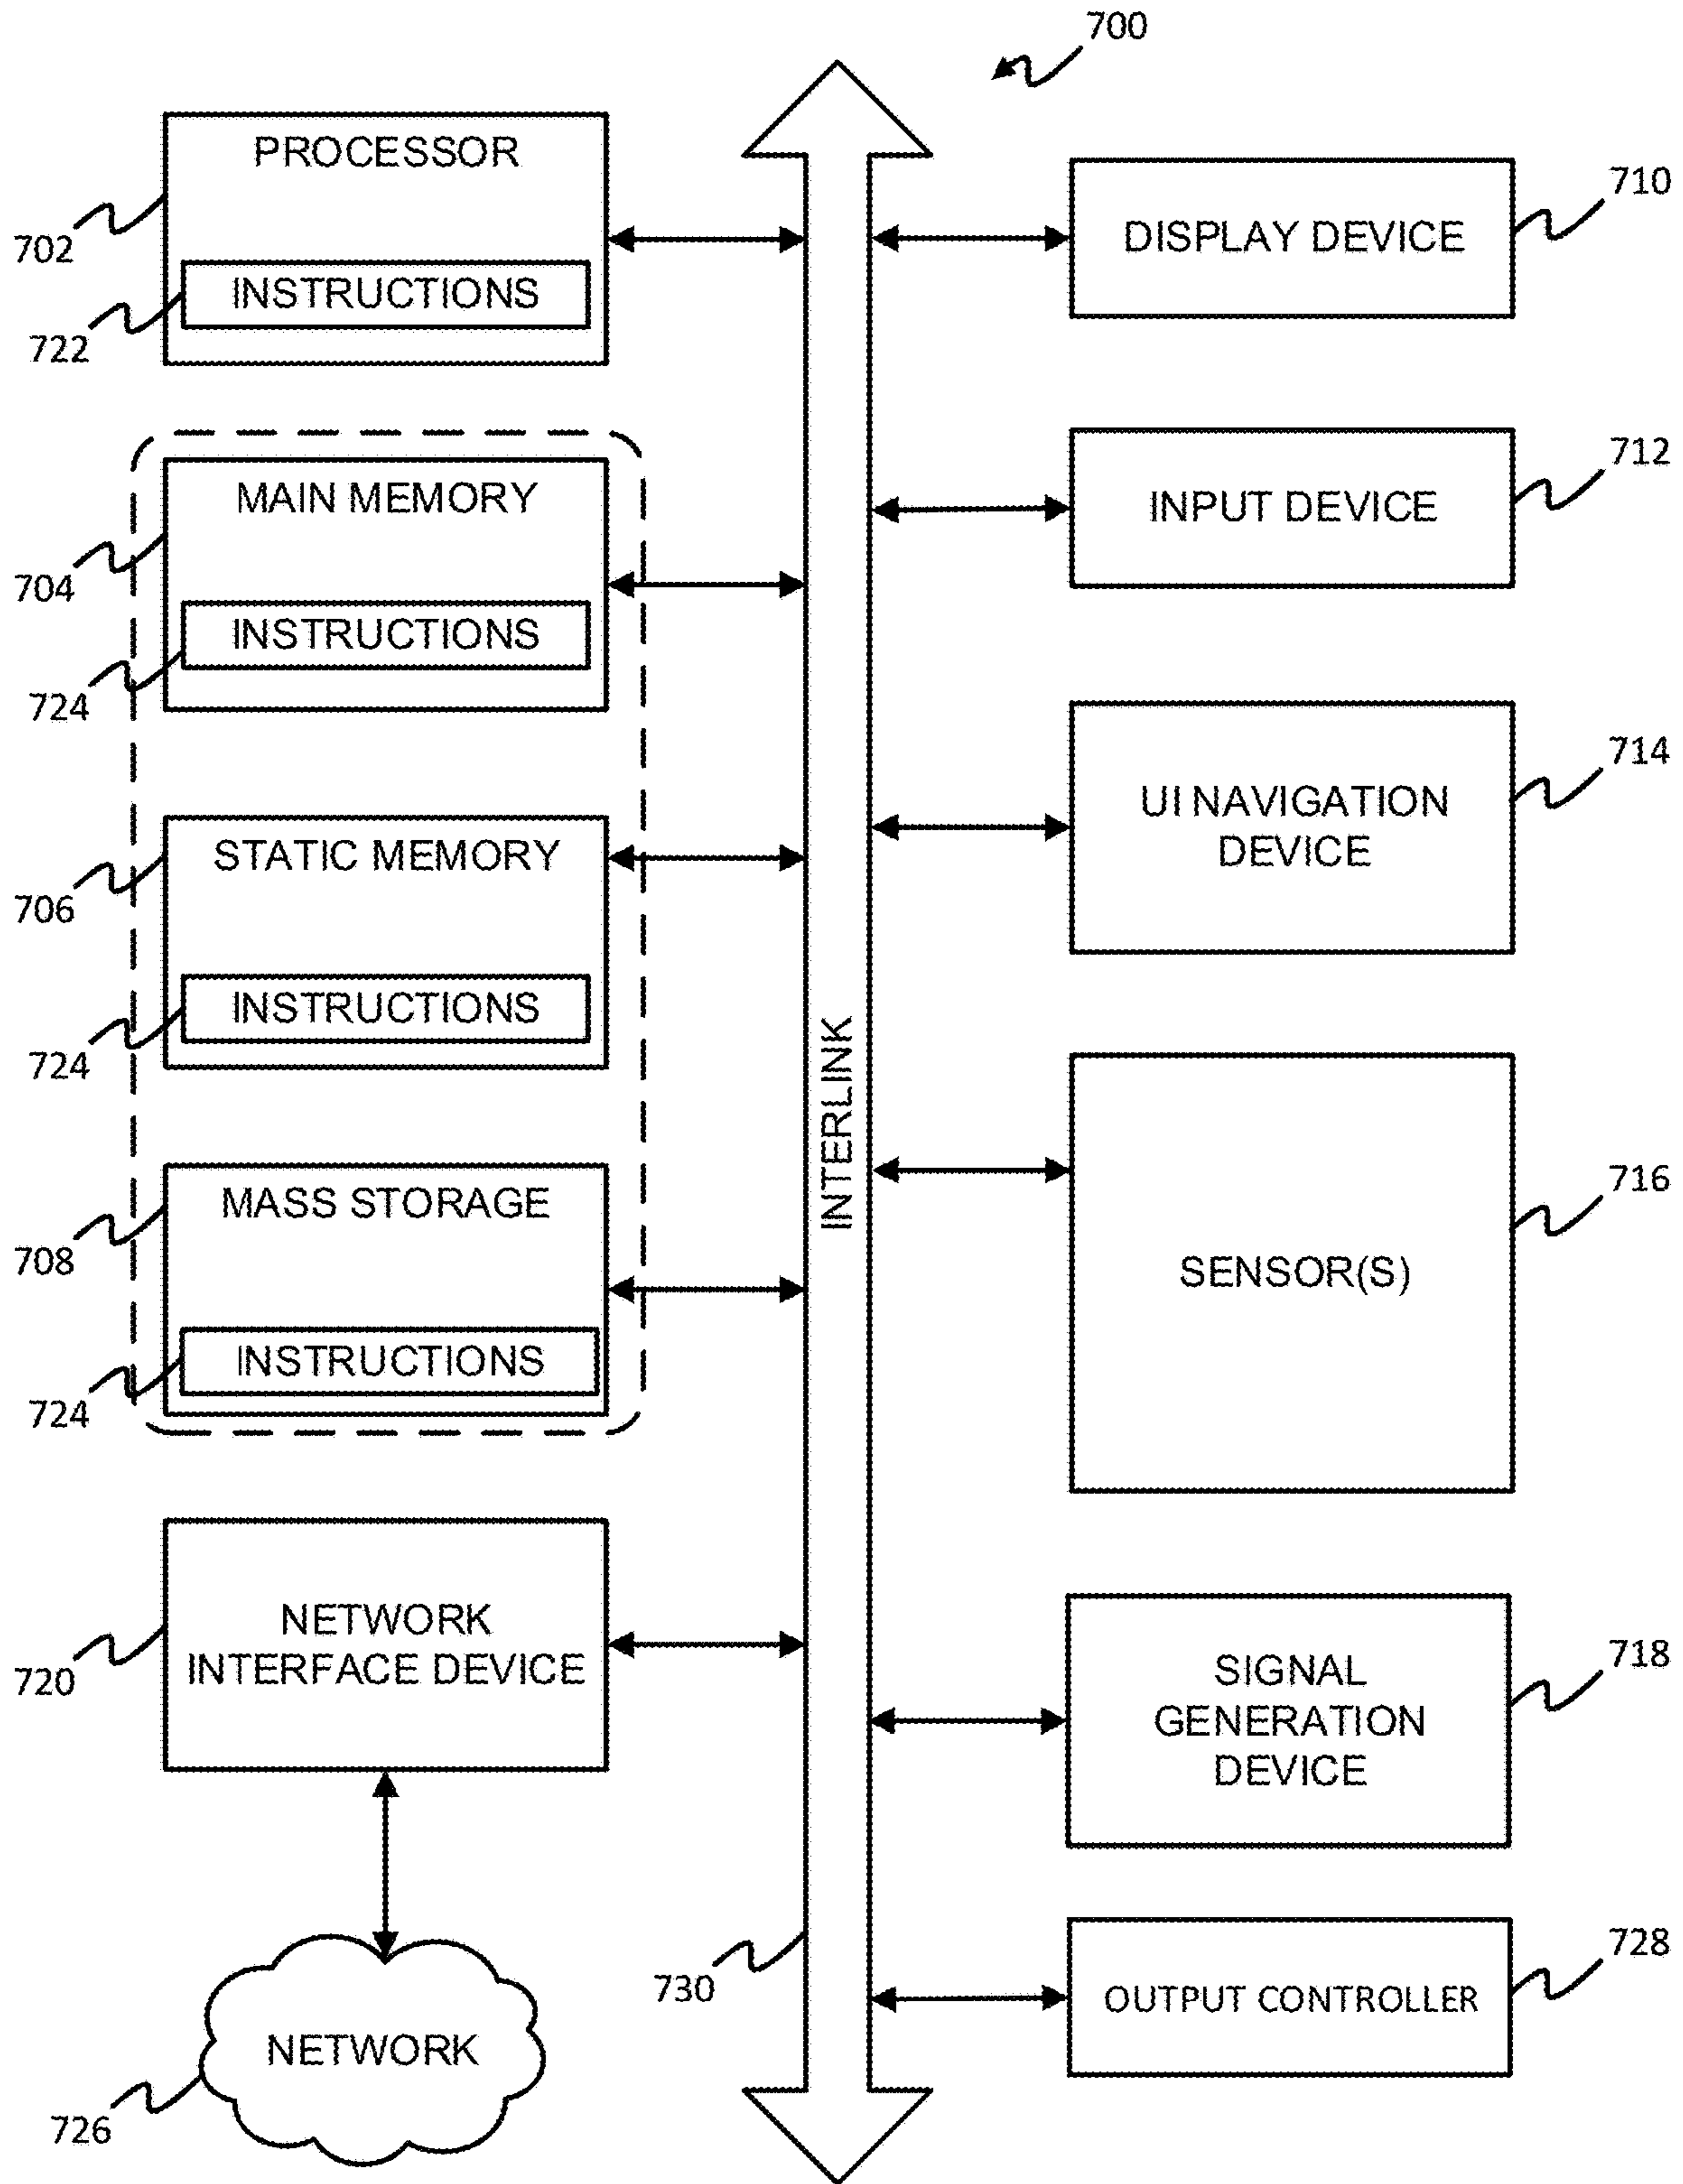 700
PROCESSOR
702
INSTRUCTIONS
722
MAIN MEMORY
704
INSTRUCTIONS
724
STATIC MEMORY
706
INSTRUCTIONS
724
MASS STORAGE
708
INSTRUCTIONS
724
NETWORK
INTERFACE DEVICE
720
NETWORK
726
INTERLINK
730
710
DISPLAY DEVICE
712
INPUT DEVICE
714
UI NAVIGATION
DEVICE
716
SENSOR(S)
718
SIGNAL
GENERATION
DEVICE
728
OUTPUT CONTROLLER